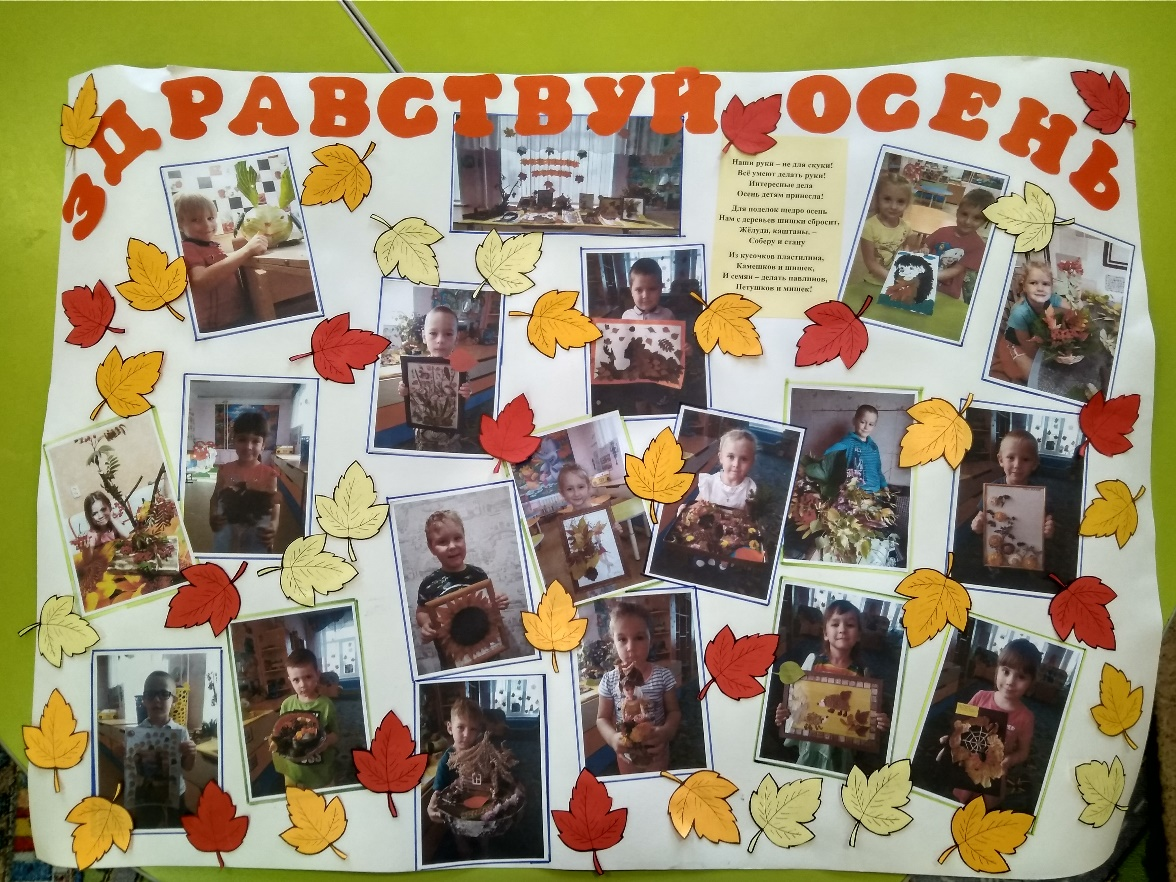 ЗДРАВСТВУЙ ОСЕНЬ
Наши руки – не для скуки!
Всё умеют делать руки!
Интересные дела
Осень детям принесла!
Для поделок щедро осень
Нам с деревьев шишки сбросит,
Жёлуди, каштаны. –
Соберу и стану
Из кусочков пластилина,
Камешков и шишек,
И семян – делать павлинов,
Петушков и мишек!